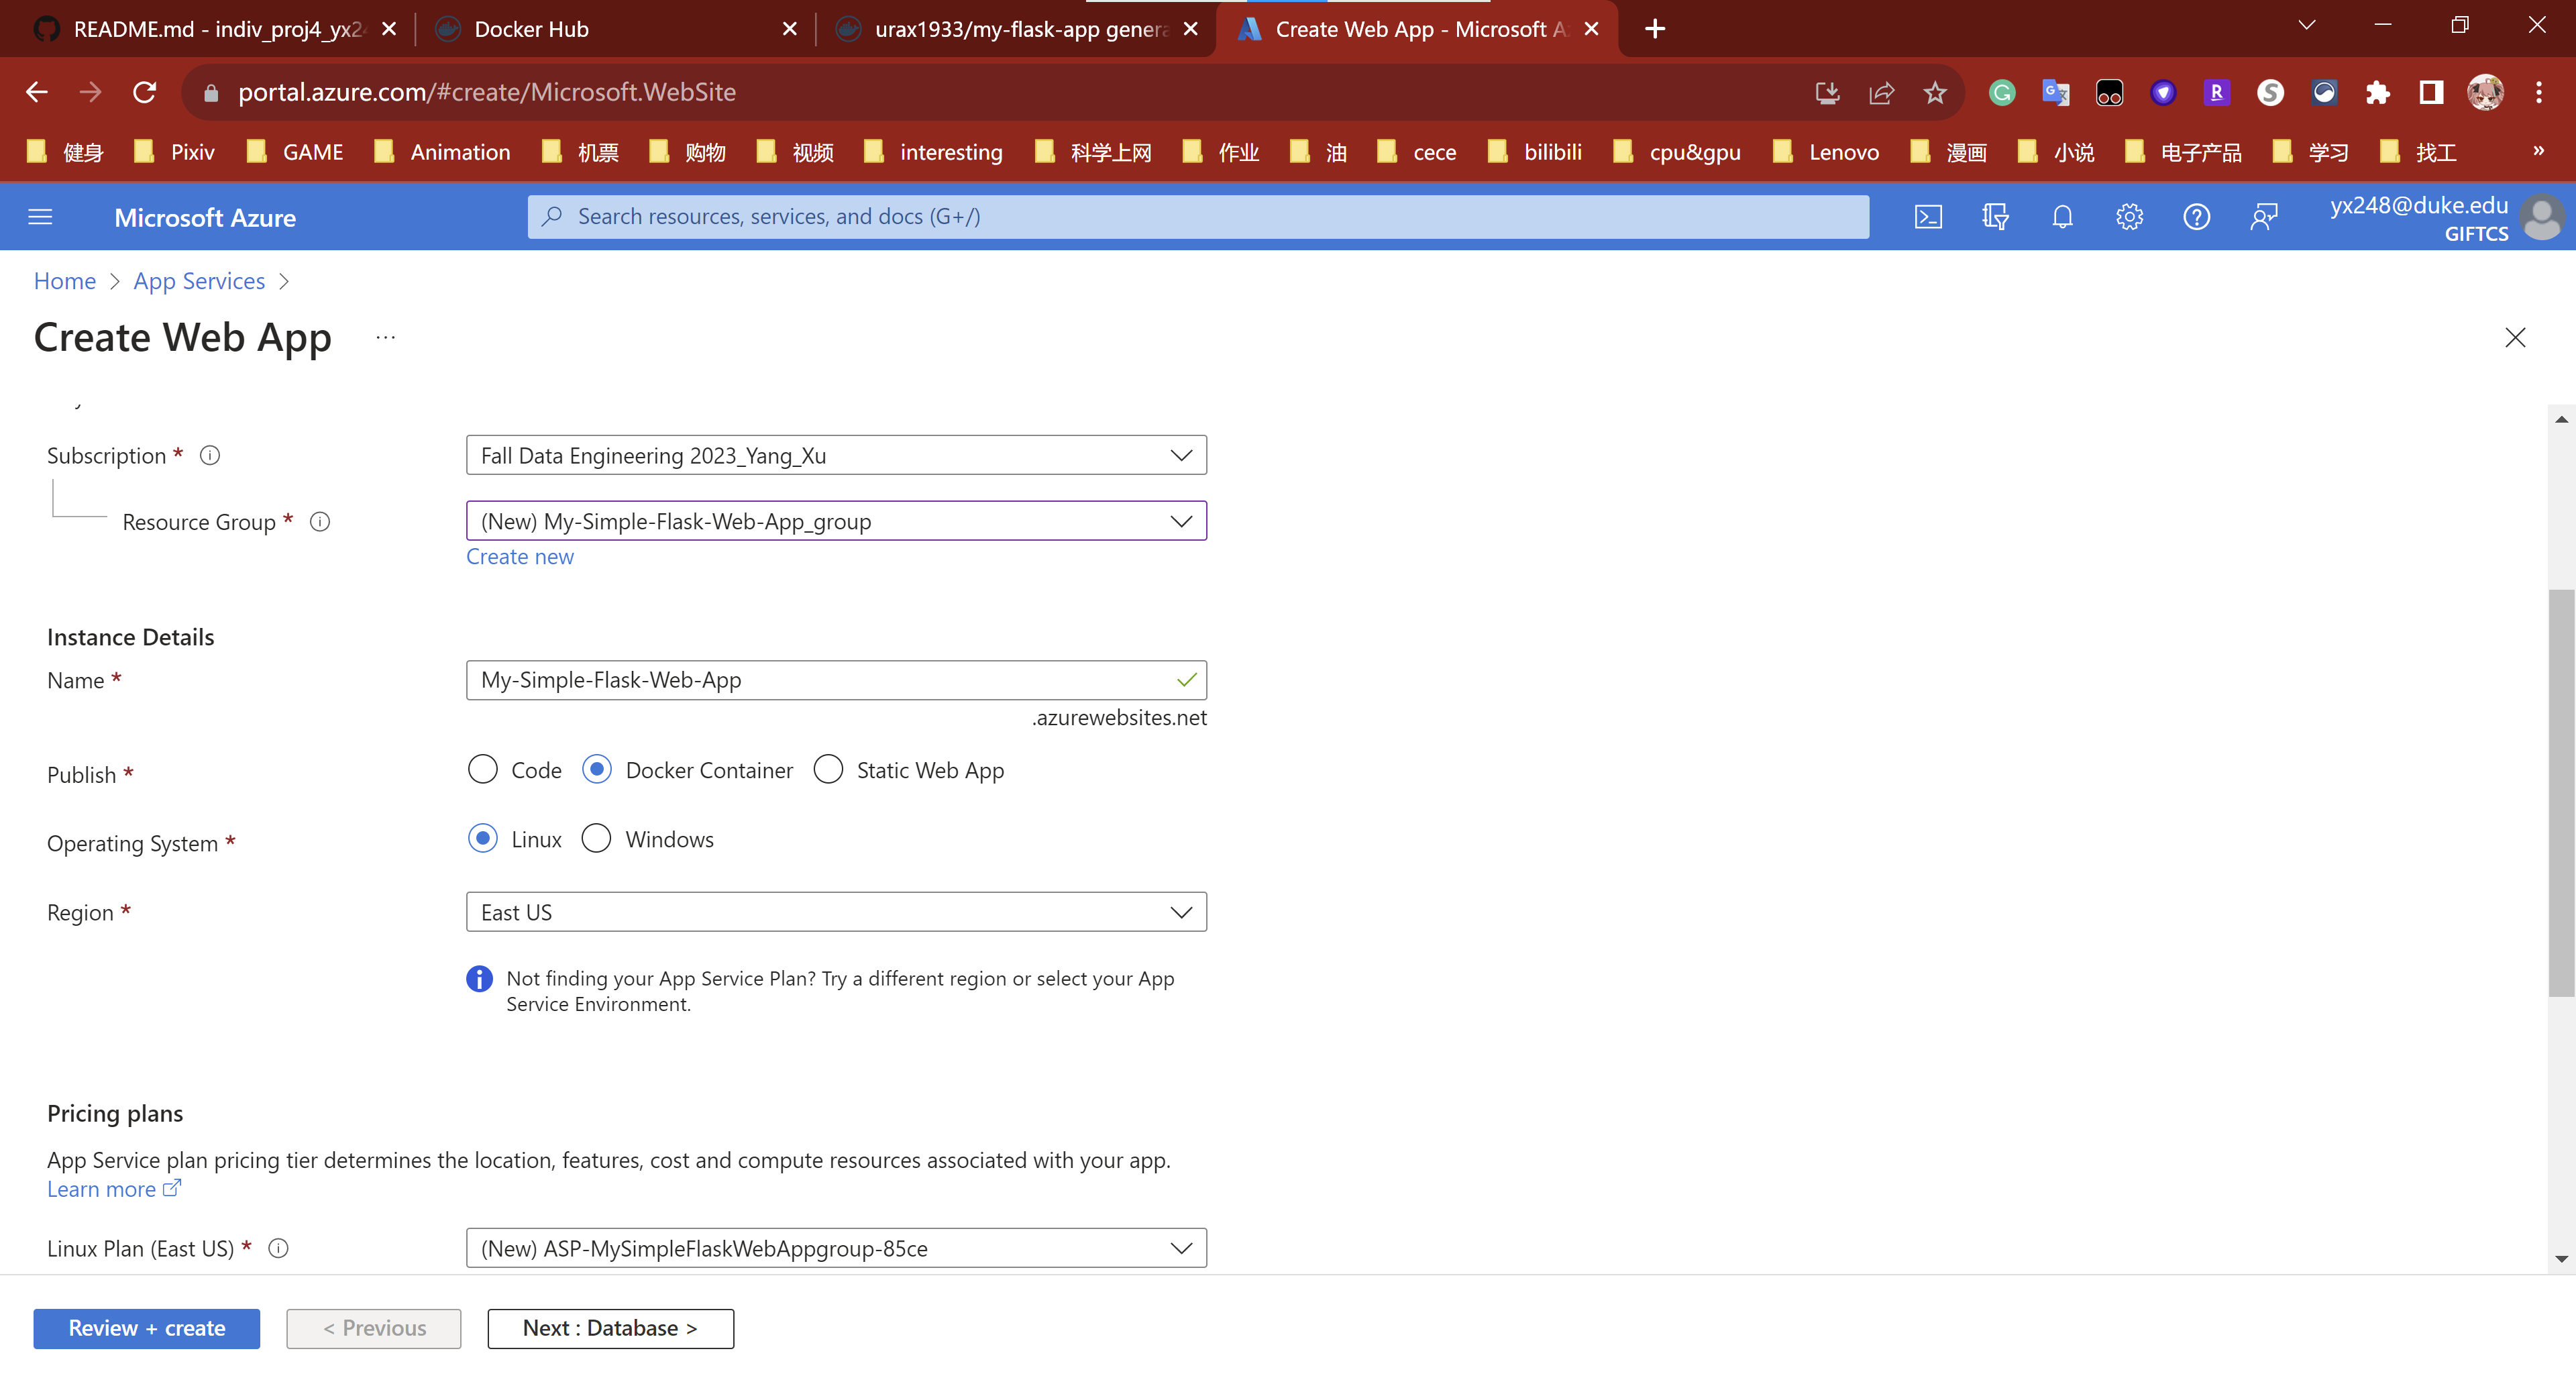 README.md - indiv_proj4_yx24
Docker Hub
urax1933/my-flask-app genera
Create Web App - Microsoft A
portal.azure.com/#create/Microsoft.WebSite
健身
Pixiv
GAME
Animation
机票
购物
视频
interesting
科学上网
作业
油
cece
bilibili
cpu&gpu
Lenovo
漫画
小说
电子产品
学习
找工
»
Microsoft Azure
Search resources, services, and docs (G+/)
yx248@duke.edu
GIFTCS
Home > App Services >
Create Web App ...
Subscription *
Fall Data Engineering 2023_Yang_Xu
Resource Group *
(New) My-Simple-Flask-Web-App_group
Create new
Instance Details
Name *
My-Simple-Flask-Web-App
.azurewebsites.net
Publish *
Code
Docker Container
Static Web App
Operating System *
Linux
Windows
Region *
East US
Not finding your App Service Plan? Try a different region or select your App
Service Environment.
Pricing plans
App Service plan pricing tier determines the location, features, cost and compute resources associated with your app.
Learn more
Linux Plan (East US) *
(New) ASP-MySimpleFlaskWebAppgroup-85ce
Review + create
< Previous
Next : Database >